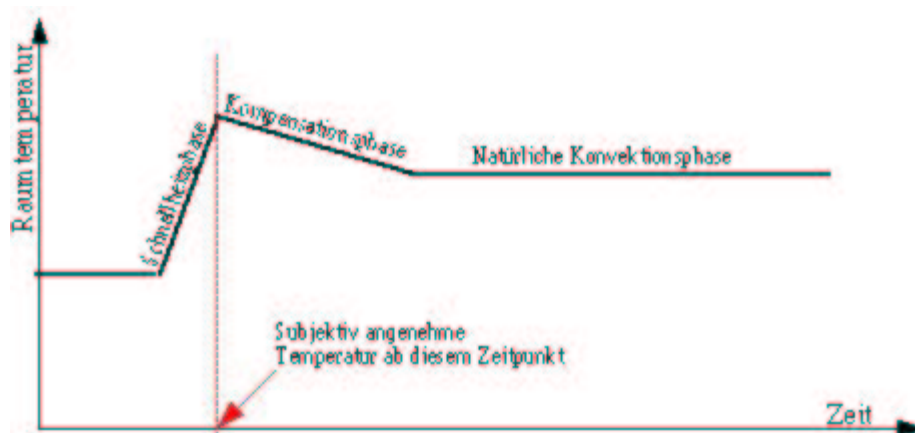 Raumtemperatur
Schnellheizphase
Kompensationsphase
Natürliche Konvektionsphase
Subjektiv angenehme
Temperatur ab diesem Zeitpunkt
Zeit